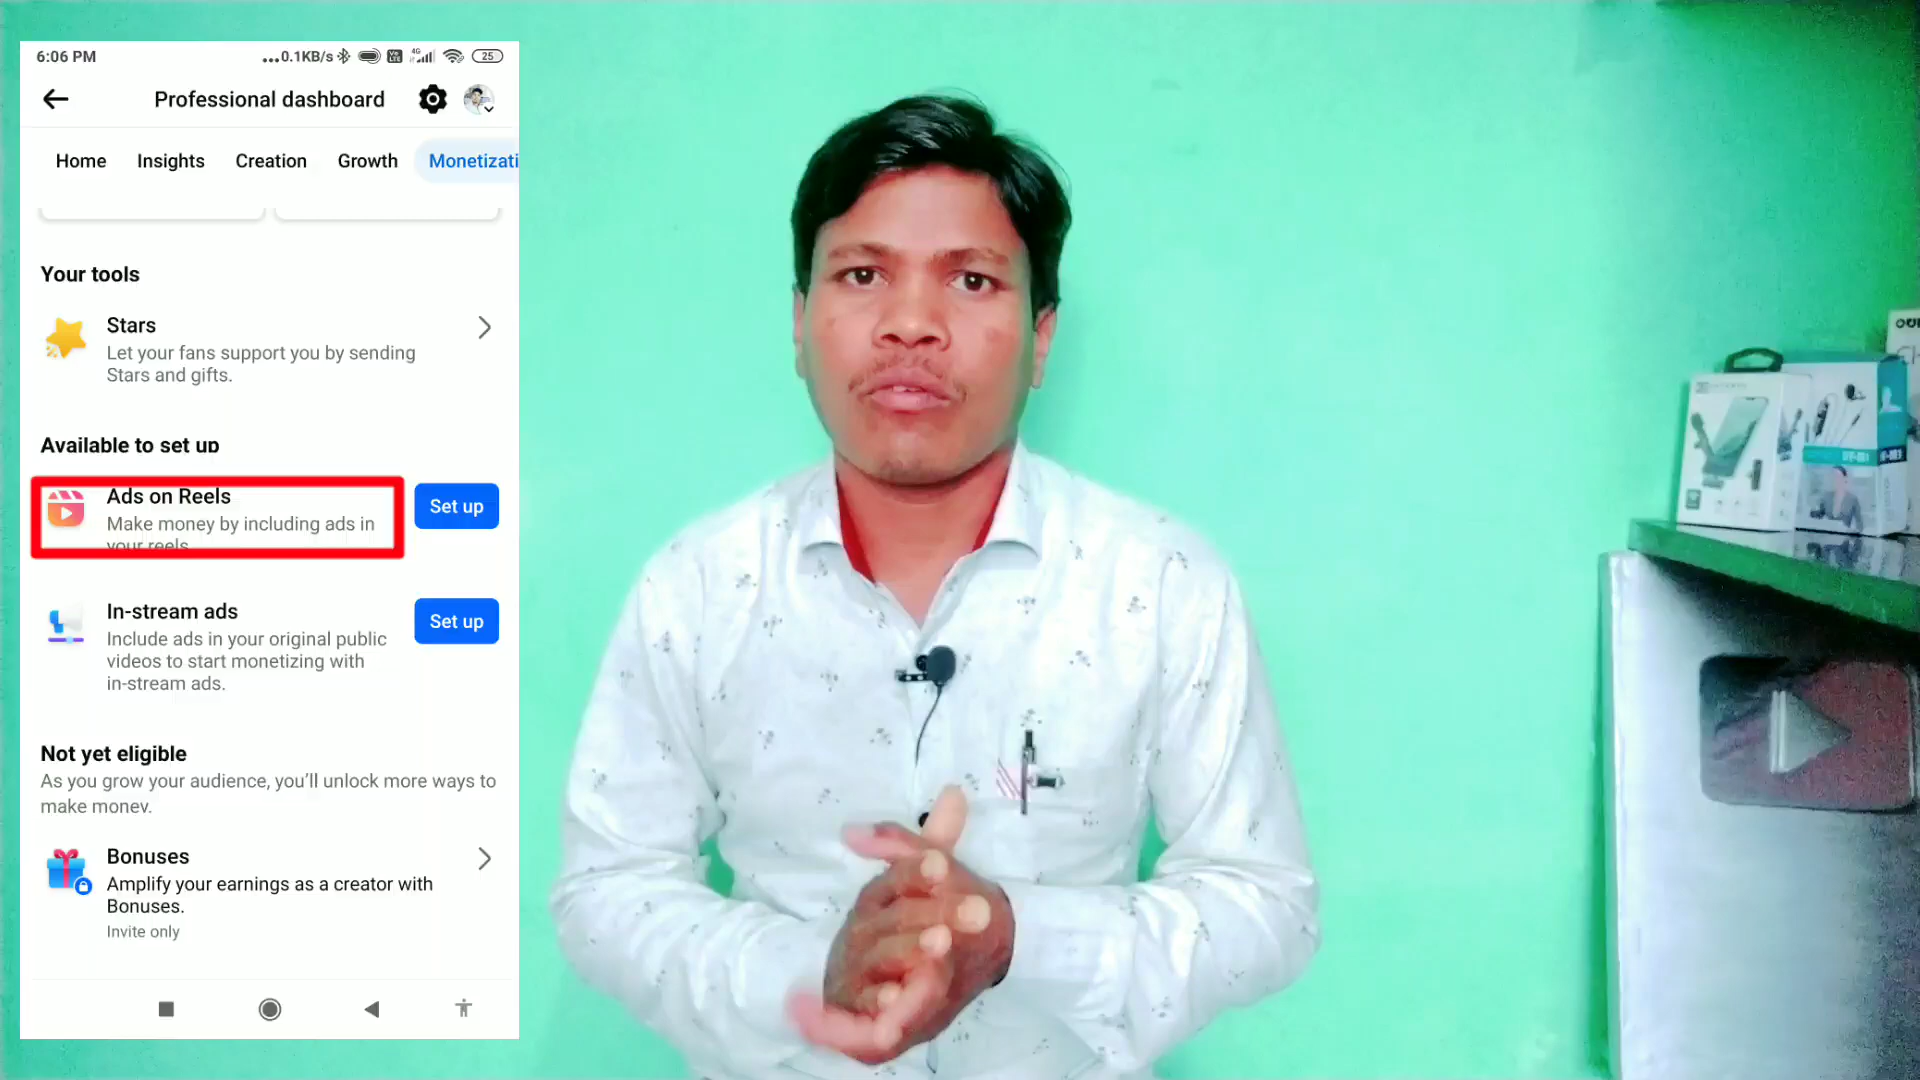 6:06 PM
...0.1KB/s 4G 25
Professional dashboard
Home Insights Creation Growth Monetizati
Your tools
Stars
Let your fans support you by sending
Stars and gifts.
Available to set up
Ads on Reels
Make money by including ads in
your reels
Set up
In-stream ads
Include ads in your original public
videos to start monetizing with
in-stream ads.
Set up
Not yet eligible
As you grow your audience, you'll unlock more ways to
make money.
Bonuses
Amplify your earnings as a creator with
Bonuses.
Invite only